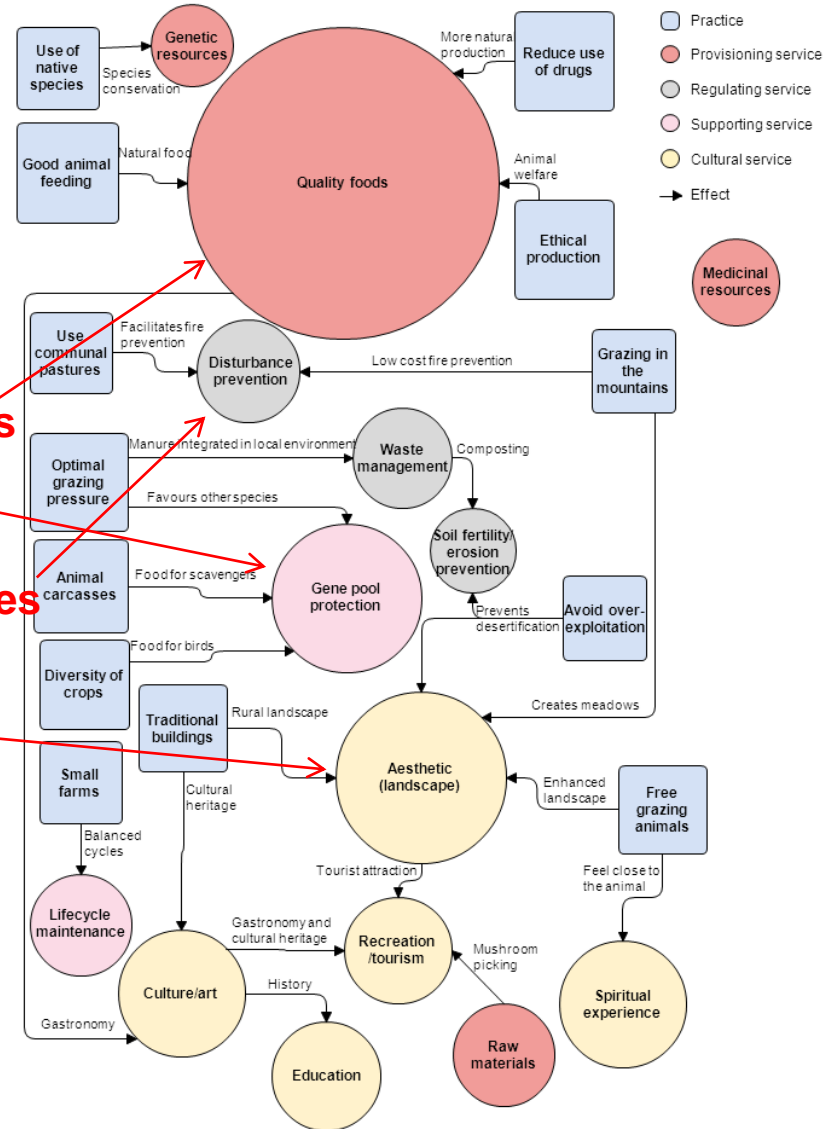 Use of
native
species
Species
conservation
Genetic
resources
More natural
production
Reduce use
of drugs
Practice
Provisioning service
Regulating service
Supporting service
Cultural service
Effect
Good animal
feeding
Natural food
Quality foods
Animal
welfare
Ethical
production
Medicinal
resources
Use
communal
pastures
Facilitates fire
prevention
Disturbance
prevention
Low cost fire prevention
Grazing in
the
mountains
s
Optimal
grazing
pressure
Manure integrated in local environment
Waste
management
Composting
Favours other species
Soil fertility/
erosion
prevention
Animal
carcasses
Food for scavengers
Gene pool
protection
es
Prevents
desertification
Avoid over-
exploitation
Diversity of
crops
Food for birds
Traditional
buildings
Rural landscape
Creates meadows
Aesthetic
(landscape)
Small
farms
Cultural
heritage
Enhanced
landscape
Free
grazing
animals
Balanced
cycles
Tourist attraction
Feel close to
the animal
Lifecycle
maintenance
Gastronomy and
cultural heritage
Recreation
/tourism
Mushroom
picking
Culture/art
History
Spiritual
experience
Gastronomy
Raw
materials
Education